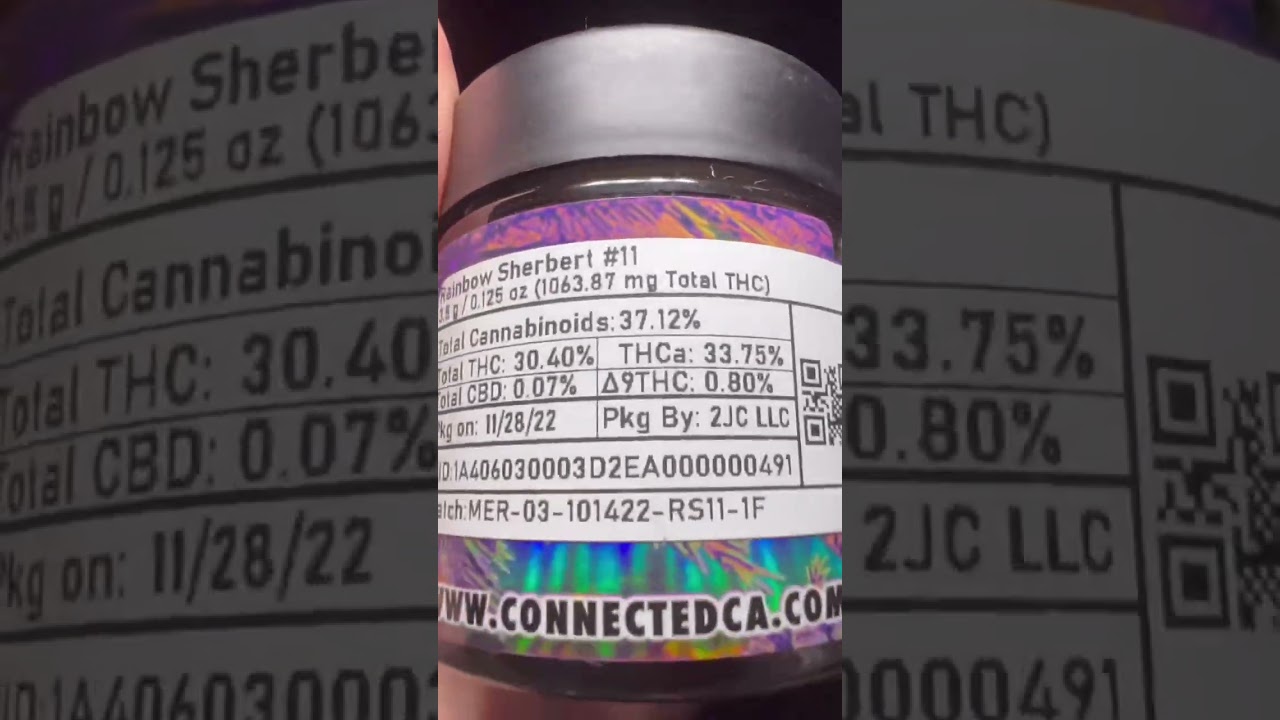 Rainbow Sherbert #11
3.5 g / 0.125 oz (1063.87 mg Total THC)
Total Cannabinoids: 37.12%
Total THC: 30.40% THCa: 33.75%
Total CBD: 0.07% Δ9THC: 0.80%
Pkg on: 11/28/22 Pkg By: 2JC LLC
ID:1A406030003D2EA000000491
atch:MER-03-101422-RS11-1F
WWW.CONNECTEDCA.COM